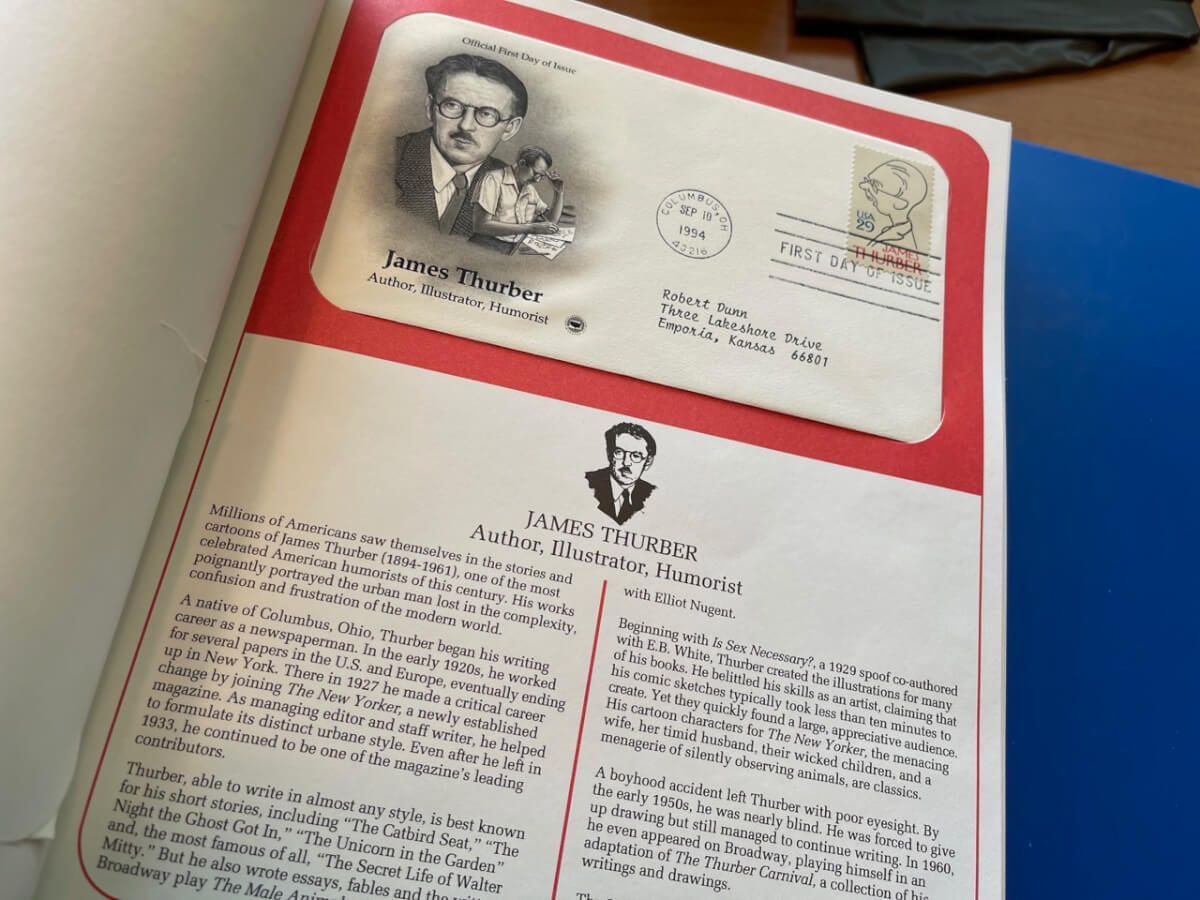 Official First Day of Issue
James Thurber
Author, Illustrator, Humorist
COLUMBUS, OH
SEP 10
1994
43216
USA
29
JAMES
THURBER
FIRST DAY OF ISSUE
Robert Dunn
Three Lakeshore Drive
Emporia, Kansas 66801
JAMES THURBER
Author, Illustrator, Humorist
Millions of Americans saw themselves in the stories and
cartoons of James Thurber (1894-1961), one of the most
celebrated American humorists of this century. His works
poignantly portrayed the urban man lost in the complexity,
confusion and frustration of the modern world.
A native of Columbus, Ohio, Thurber began his writing
career as a newspaperman. In the early 1920s, he worked
for several papers in the U.S. and Europe, eventually ending
up in New York. There in 1927 he made a critical career
change by joining The New Yorker, a newly established
magazine. As managing editor and staff writer, he helped
to formulate its distinct urbane style. Even after he left in
1933, he continued to be one of the magazine's leading
contributors.
Thurber, able to write in almost any style, is best known
for his short stories, including "The Catbird Seat," "The
Night the Ghost Got In," "The Unicorn in the Garden"
and, the most famous of all, "The Secret Life of Walter
Mitty." But he also wrote essays, fables and the
Broadway play The Male
with Elliot Nugent.
Beginning with Is Sex Necessary?, a 1929 spoof co-authored
with E.B. White, Thurber created the illustrations for many
of his books. He belittled his skills as an artist, claiming that
his comic sketches typically took less than ten minutes to
create. Yet they quickly found a large, appreciative audience.
His cartoon characters for The New Yorker, the menacing
wife, her timid husband, their wicked children, and a
menagerie of silently observing animals, are classics.
A boyhood accident left Thurber with poor eyesight. By
the early 1950s, he was nearly blind. He was forced to give
up drawing but still managed to continue writing. In 1960,
he even appeared on Broadway, playing himself in an
adaptation of The Thurber Carnival, a collection of his
writings and drawings.